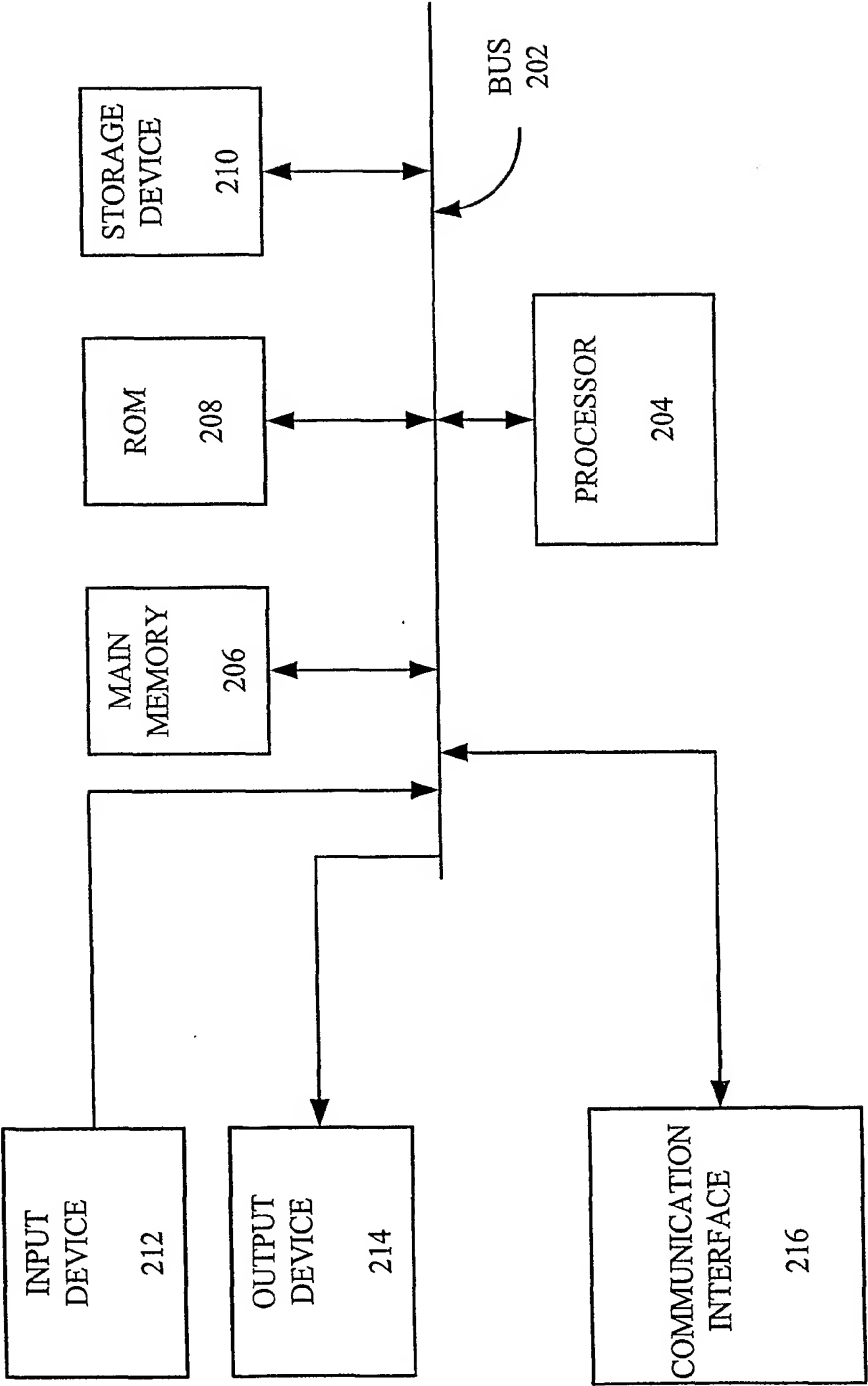 INPUT
DEVICE
212
MAIN
MEMORY
206
ROM
208
STORAGE
DEVICE
210
OUTPUT
DEVICE
214
BUS
202
PROCESSOR
204
COMMUNICATION
INTERFACE
216